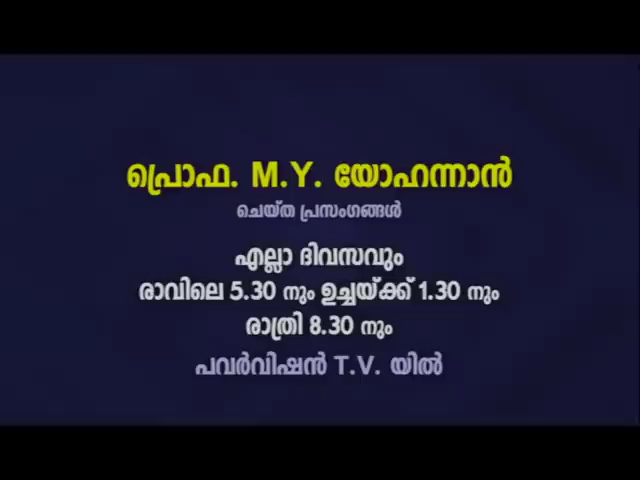 പ്രൊഫ. M.Y. യോഹന്നാൻ
ചെയ്ത പ്രസംഗങ്ങൾ
എല്ലാ ദിവസവും
രാവിലെ 5.30 നും ഉച്ചയ്ക്ക് 1.30 നും
രാത്രി 8.30 നും
പവർവിഷൻ T.V. യിൽ